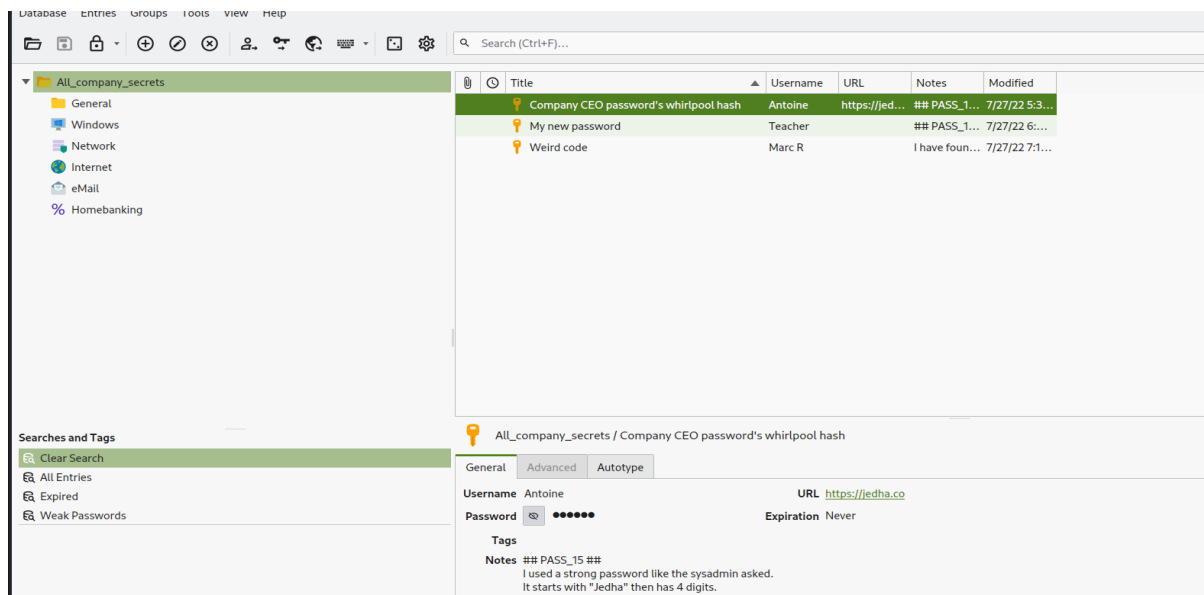 Database Entries Groups Tools View Help
Search (Ctrl+F)...
All_company_secrets
General
Windows
Network
Internet
eMail
Homebanking
Title Username URL Notes Modified
Company CEO password's whirlpool hash Antoine https://jed... ## PASS_1... 7/27/22 5:3...
My new password Teacher ## PASS_1... 7/27/22 6:...
Weird code Marc R I have foun... 7/27/22 7:1...
Searches and Tags
Clear Search
All Entries
Expired
Weak Passwords
All_company_secrets / Company CEO password's whirlpool hash
General Advanced Autotype
Username Antoine URL https://jedha.co
Password ●●●●●● Expiration Never
Tags
Notes ## PASS_15 ##
I used a strong password like the sysadmin asked.
It starts with "Jedha" then has 4 digits.